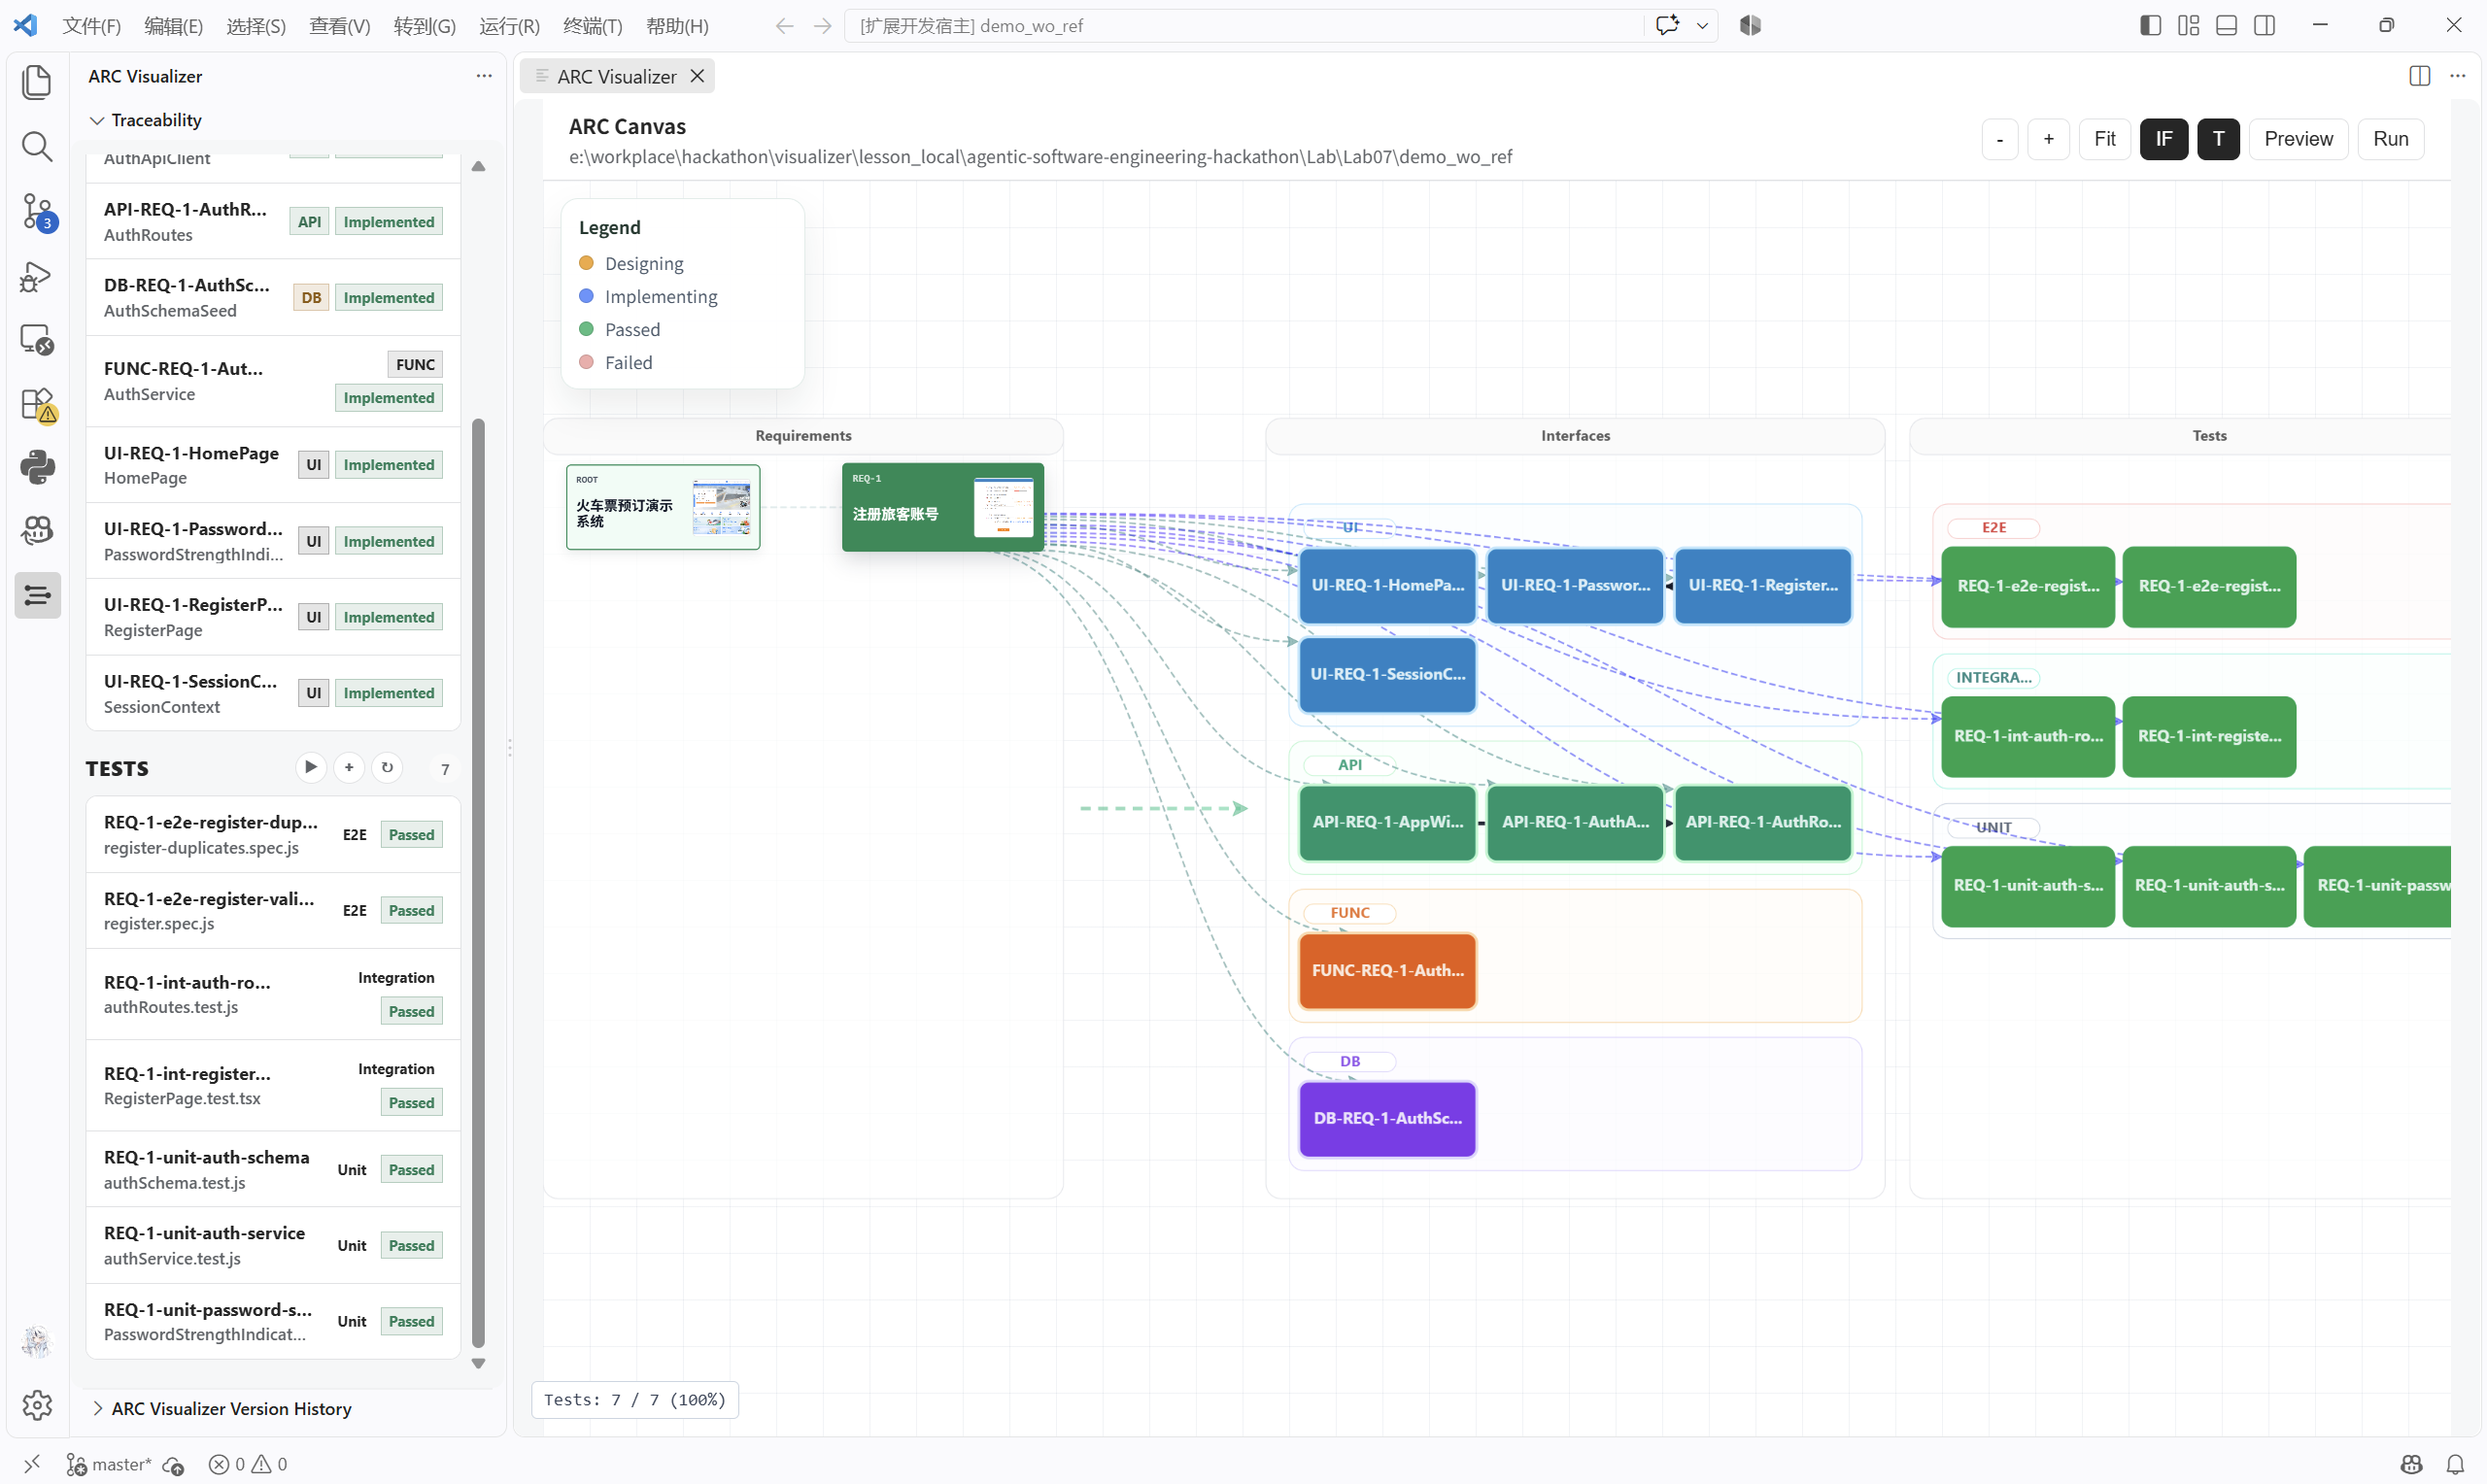 文件(F) 编辑(E) 选择(S) 查看(V) 转到(G) 运行(R) 终端(T) 帮助(H)
[扩展开发宿主] demo_wo_ref
ARC Visualizer
Traceability
AuthApiClient
API-REQ-1-AuthR... API Implemented
AuthRoutes
DB-REQ-1-AuthSc... DB Implemented
AuthSchemaSeed
FUNC-REQ-1-Aut... FUNC
AuthService Implemented
UI-REQ-1-HomePage UI Implemented
HomePage
UI-REQ-1-Password... UI Implemented
PasswordStrengthIndi...
UI-REQ-1-RegisterP... UI Implemented
RegisterPage
UI-REQ-1-SessionC... UI Implemented
SessionContext
TESTS + 7
REQ-1-e2e-register-dup... E2E Passed
register-duplicates.spec.js
REQ-1-e2e-register-vali... E2E Passed
register.spec.js
REQ-1-int-auth-ro... Integration
authRoutes.test.js Passed
REQ-1-int-register... Integration
RegisterPage.test.tsx Passed
REQ-1-unit-auth-schema Unit Passed
authSchema.test.js
REQ-1-unit-auth-service Unit Passed
authService.test.js
REQ-1-unit-password-s... Unit Passed
PasswordStrengthIndicat...
ARC Visualizer Version History
3
ARC Visualizer
ARC Canvas
e:\workplace\hackathon\visualizer\lesson_local\agentic-software-engineering-hackathon\Lab\Lab07\demo_wo_ref
- + Fit IF T Preview Run
Legend
Designing
Implementing
Passed
Failed
Requirements
ROOT
火车票预订演示
系统
REQ-1
注册旅客账号
Interfaces
UI
UI-REQ-1-HomePa... UI-REQ-1-Passwor... UI-REQ-1-Register...
UI-REQ-1-SessionC...
API
API-REQ-1-AppWi... API-REQ-1-AuthA... API-REQ-1-AuthRo...
FUNC
FUNC-REQ-1-Auth...
DB
DB-REQ-1-AuthSc...
Tests
E2E
REQ-1-e2e-regist... REQ-1-e2e-regist...
INTEGRA...
REQ-1-int-auth-ro... REQ-1-int-registe...
UNIT
REQ-1-unit-auth-s... REQ-1-unit-auth-s... REQ-1-unit-passw
Tests: 7 / 7 (100%)
master* 0 0